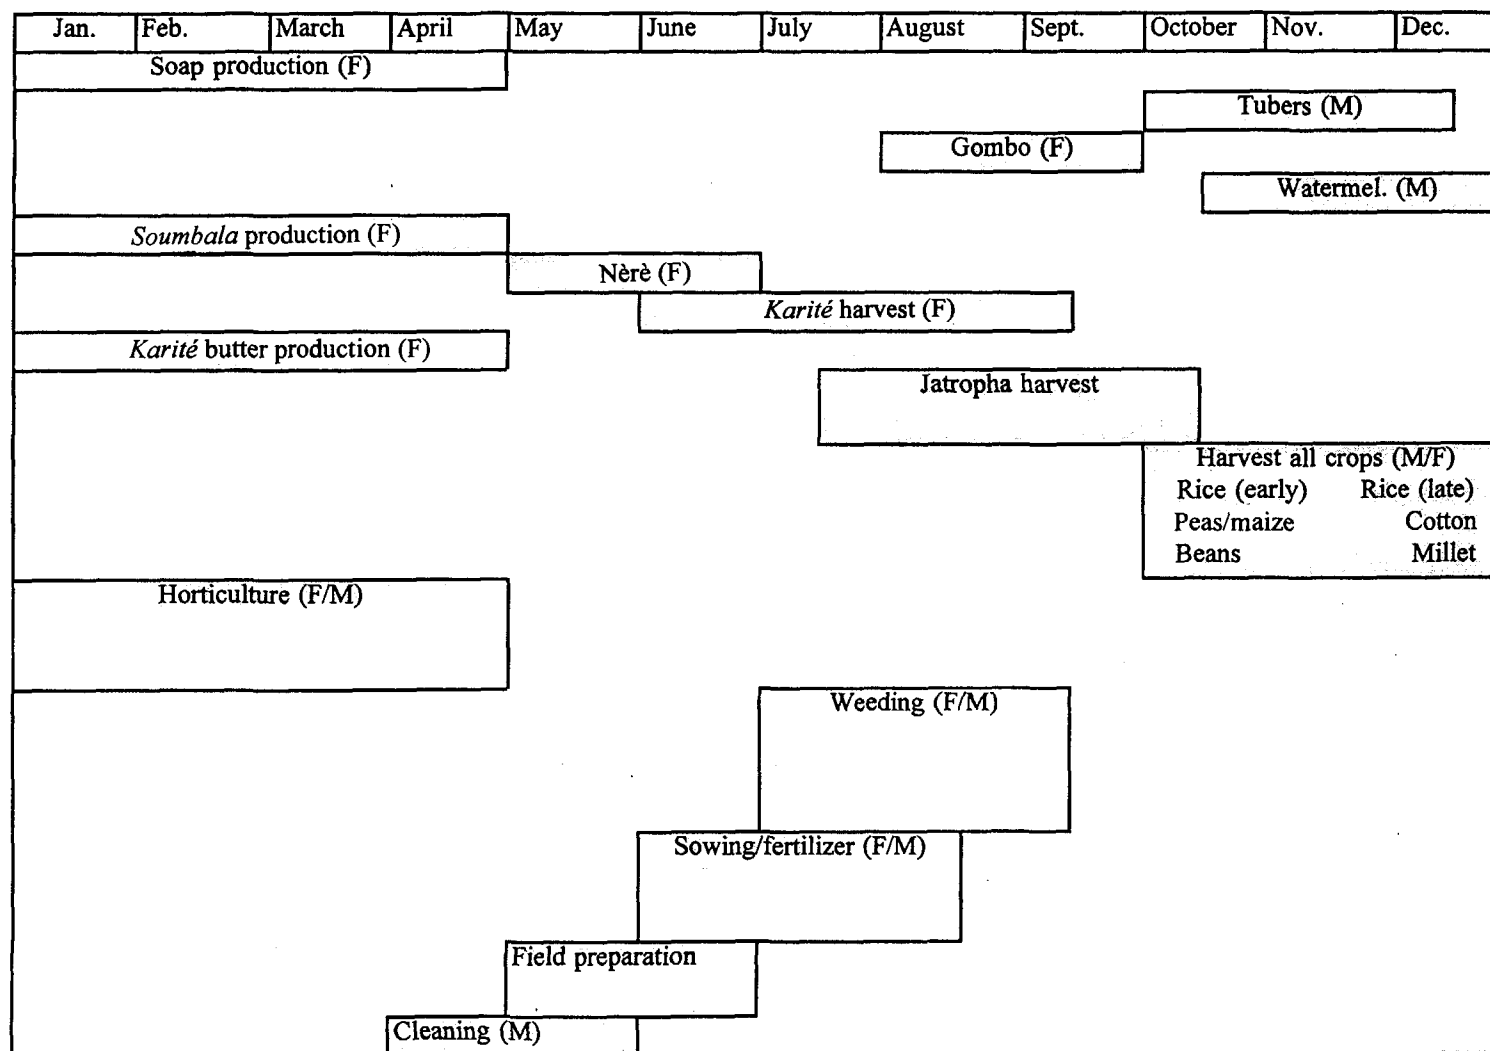 Jan. Feb. March April May June July August Sept. October Nov. Dec.
Soap production (F)
Tubers (M)
Gombo (F)
Watermel. (M)
Soumbala production (F)
Nèrè (F)
Karité harvest (F)
Karité butter production (F)
Jatropha harvest
Harvest all crops (M/F)
Rice (early) Rice (late)
Peas/maize Cotton
Beans Millet
Horticulture (F/M)
Weeding (F/M)
Sowing/fertilizer (F/M)
Field preparation
Cleaning (M)